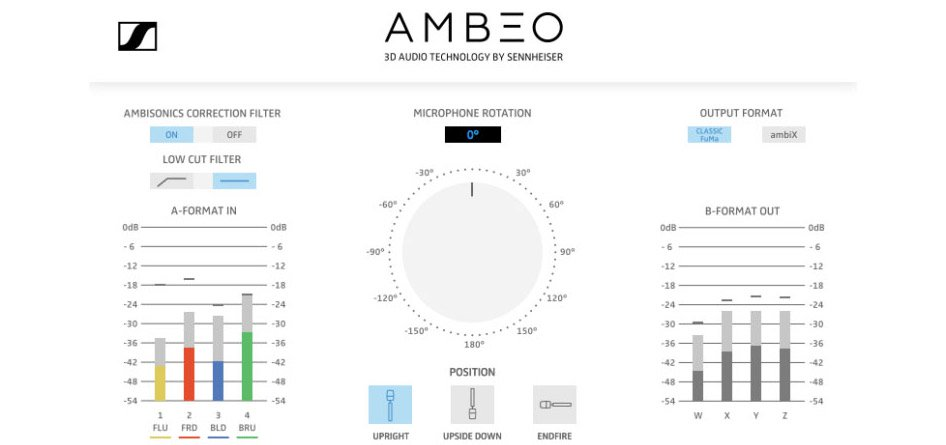 AMBEO
3D AUDIO TECHNOLOGY BY SENNHEISER
AMBISONICS CORRECTION FILTER
ON OFF
LOW CUT FILTER
A-FORMAT IN
0dB 0dB
-6 -6
-12 -12
-18 -18
-24 -24
-30 -30
-36 -36
-42 -42
-48 -48
-54 -54
1 2 3 4
FLU FRD BLD BRU
MICROPHONE ROTATION
0°
-30° 30°
-60° 60°
-90° 90°
-120° 120°
-150° 150°
180°
POSITION
UPRIGHT UPSIDE DOWN ENDFIRE
OUTPUT FORMAT
CLASSIC
FuMa
ambiX
B-FORMAT OUT
0dB 0dB
-6 -6
-12 -12
-18 -18
-24 -24
-30 -30
-36 -36
-42 -42
-48 -48
-54 -54
W X Y Z